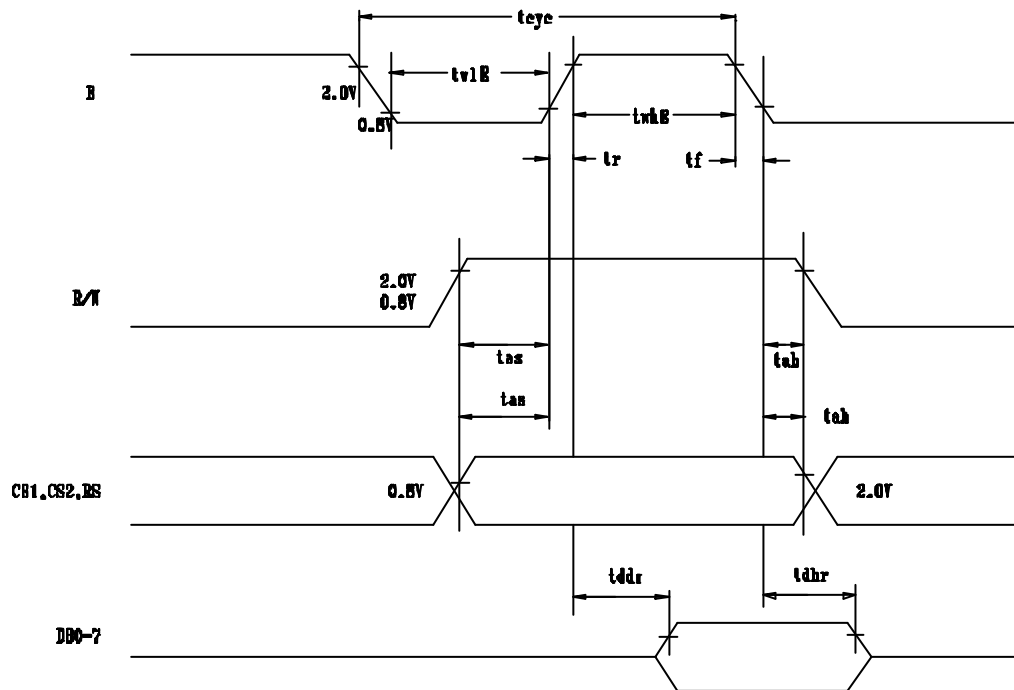 tcyc
twlE
E
2.0V
0.8V
twhE
tr
tf
2.0V
0.8V
R/W
tas
tah
tas
tah
CS1,CS2,RS
0.8V
2.0V
tddr
tdhr
DB0-7